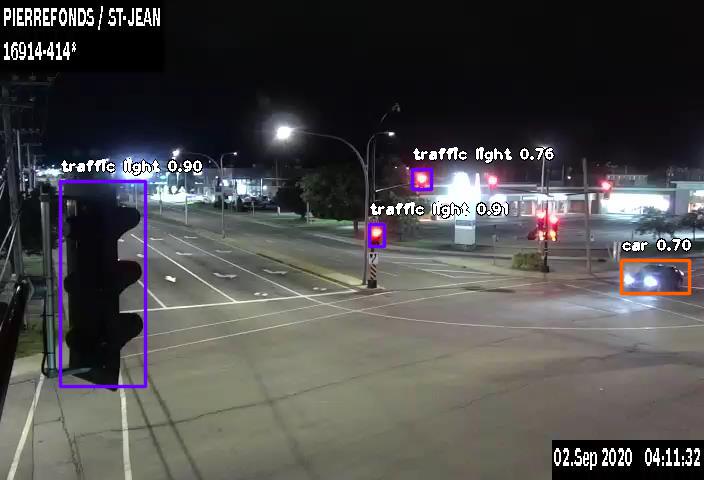 PIERREFONDS / ST-JEAN
16914-414*
traffic light 0.76
traffic light 0.90
traffic light 0.91
car 0.70
02.Sep 2020 04:11:32